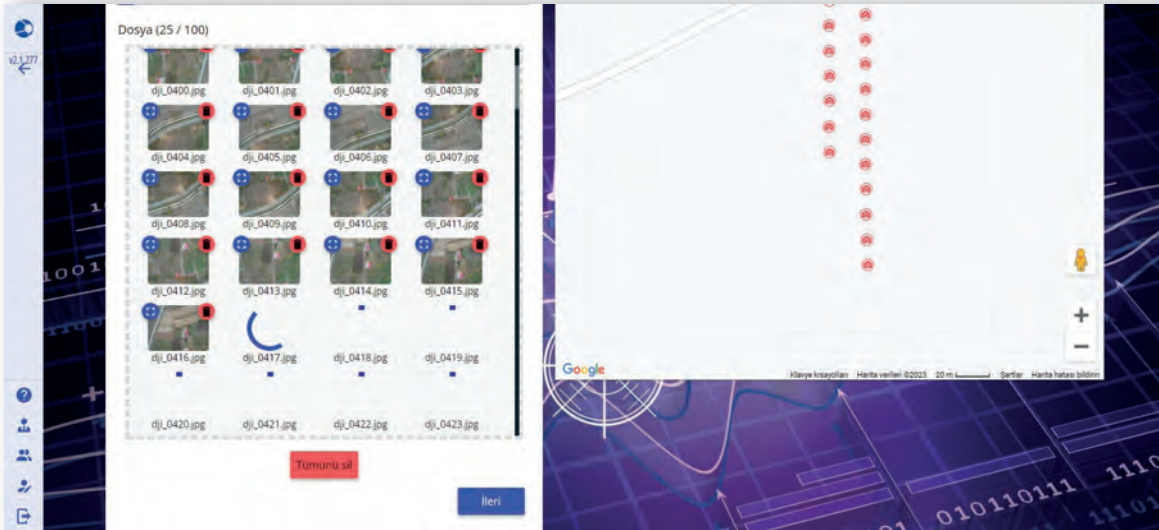 v2.1.277
Dosya (25 / 100)
dji_0400.jpg dji_0401.jpg dji_0402.jpg dji_0403.jpg
dji_0404.jpg dji_0405.jpg dji_0406.jpg dji_0407.jpg
dji_0408.jpg dji_0409.jpg dji_0410.jpg dji_0411.jpg
dji_0412.jpg dji_0413.jpg dji_0414.jpg dji_0415.jpg
dji_0416.jpg dji_0417.jpg dji_0418.jpg dji_0419.jpg
dji_0420.jpg dji_0421.jpg dji_0422.jpg dji_0423.jpg
Tümünü sil
İleri
Google
Klavye kısayolları Harita verileri ©2023 20 m Şartlar Harita hatası bildirin
010110111